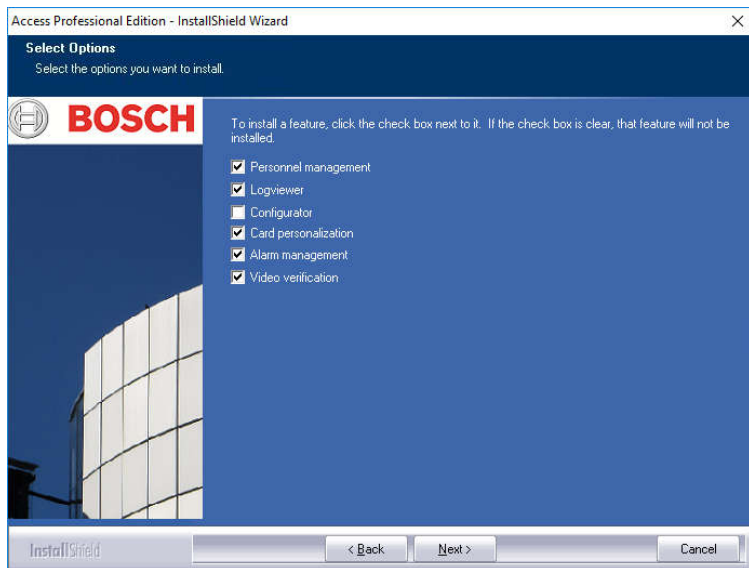 Access Professional Edition - InstallShield Wizard
Select Options
Select the options you want to install.
BOSCH
To install a feature, click the check box next to it. If the check box is clear, that feature will not be
installed.
Personnel management
Logviewer
Configurator
Card personalization
Alarm management
Video verification
InstallShield
< Back
Next >
Cancel